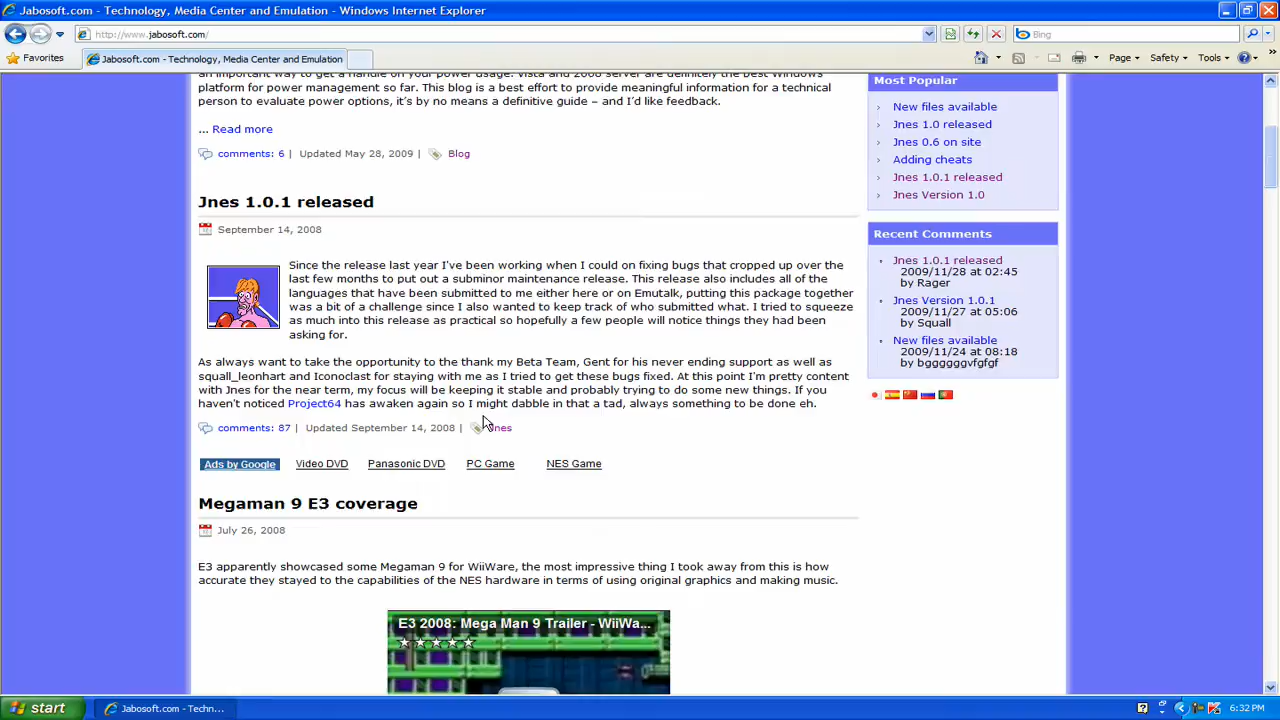 Jabosoft.com - Technology, Media Center and Emulation - Windows Internet Explorer
http://www.jabosoft.com/
Bing
Favorites
Jabosoft.com - Technology, Media Center and Emulation
Page
Safety
Tools
an important way to get a handle on your power usage. Vista and 2008 server are definitely the best Windows
platform for power management so far. This blog is a best effort to provide meaningful information for a technical
person to evaluate power options, it's by no means a definitive guide – and I'd like feedback.
... Read more
comments: 6 | Updated May 28, 2009 | Blog
Jnes 1.0.1 released
September 14, 2008
Since the release last year I've been working when I could on fixing bugs that cropped up over the
last few months to put out a subminor maintenance release. This release also includes all of the
languages that have been submitted to me either here or on Emutalk, putting this package together
was a bit of a challenge since I also wanted to keep track of who submitted what. I tried to squeeze
as much into this release as practical so hopefully a few people will notice things they had been
asking for.
As always want to take the opportunity to the thank my Beta Team, Gent for his never ending support as well as
squall_leonhart and Iconoclast for staying with me as I tried to get these bugs fixed. At this point I'm pretty content
with Jnes for the near term, my focus will be keeping it stable and probably trying to do some new things. If you
haven't noticed Project64 has awaken again so I might dabble in that a tad, always something to be done eh.
comments: 87 | Updated September 14, 2008 | Jnes
Ads by Google Video DVD Panasonic DVD PC Game NES Game
Megaman 9 E3 coverage
July 26, 2008
E3 apparently showcased some Megaman 9 for WiiWare, the most impressive thing I took away from this is how
accurate they stayed to the capabilities of the NES hardware in terms of using original graphics and making music.
E3 2008: Mega Man 9 Trailer - WiiWa...
Most Popular
New files available
Jnes 1.0 released
Jnes 0.6 on site
Adding cheats
Jnes 1.0.1 released
Jnes Version 1.0
Recent Comments
Jnes 1.0.1 released
2009/11/28 at 02:45
by Rager
Jnes Version 1.0.1
2009/11/27 at 05:06
by Squall
New files available
2009/11/24 at 08:18
by bgggggvfgfgf
start
Jabosoft.com - Techn...
6:32 PM